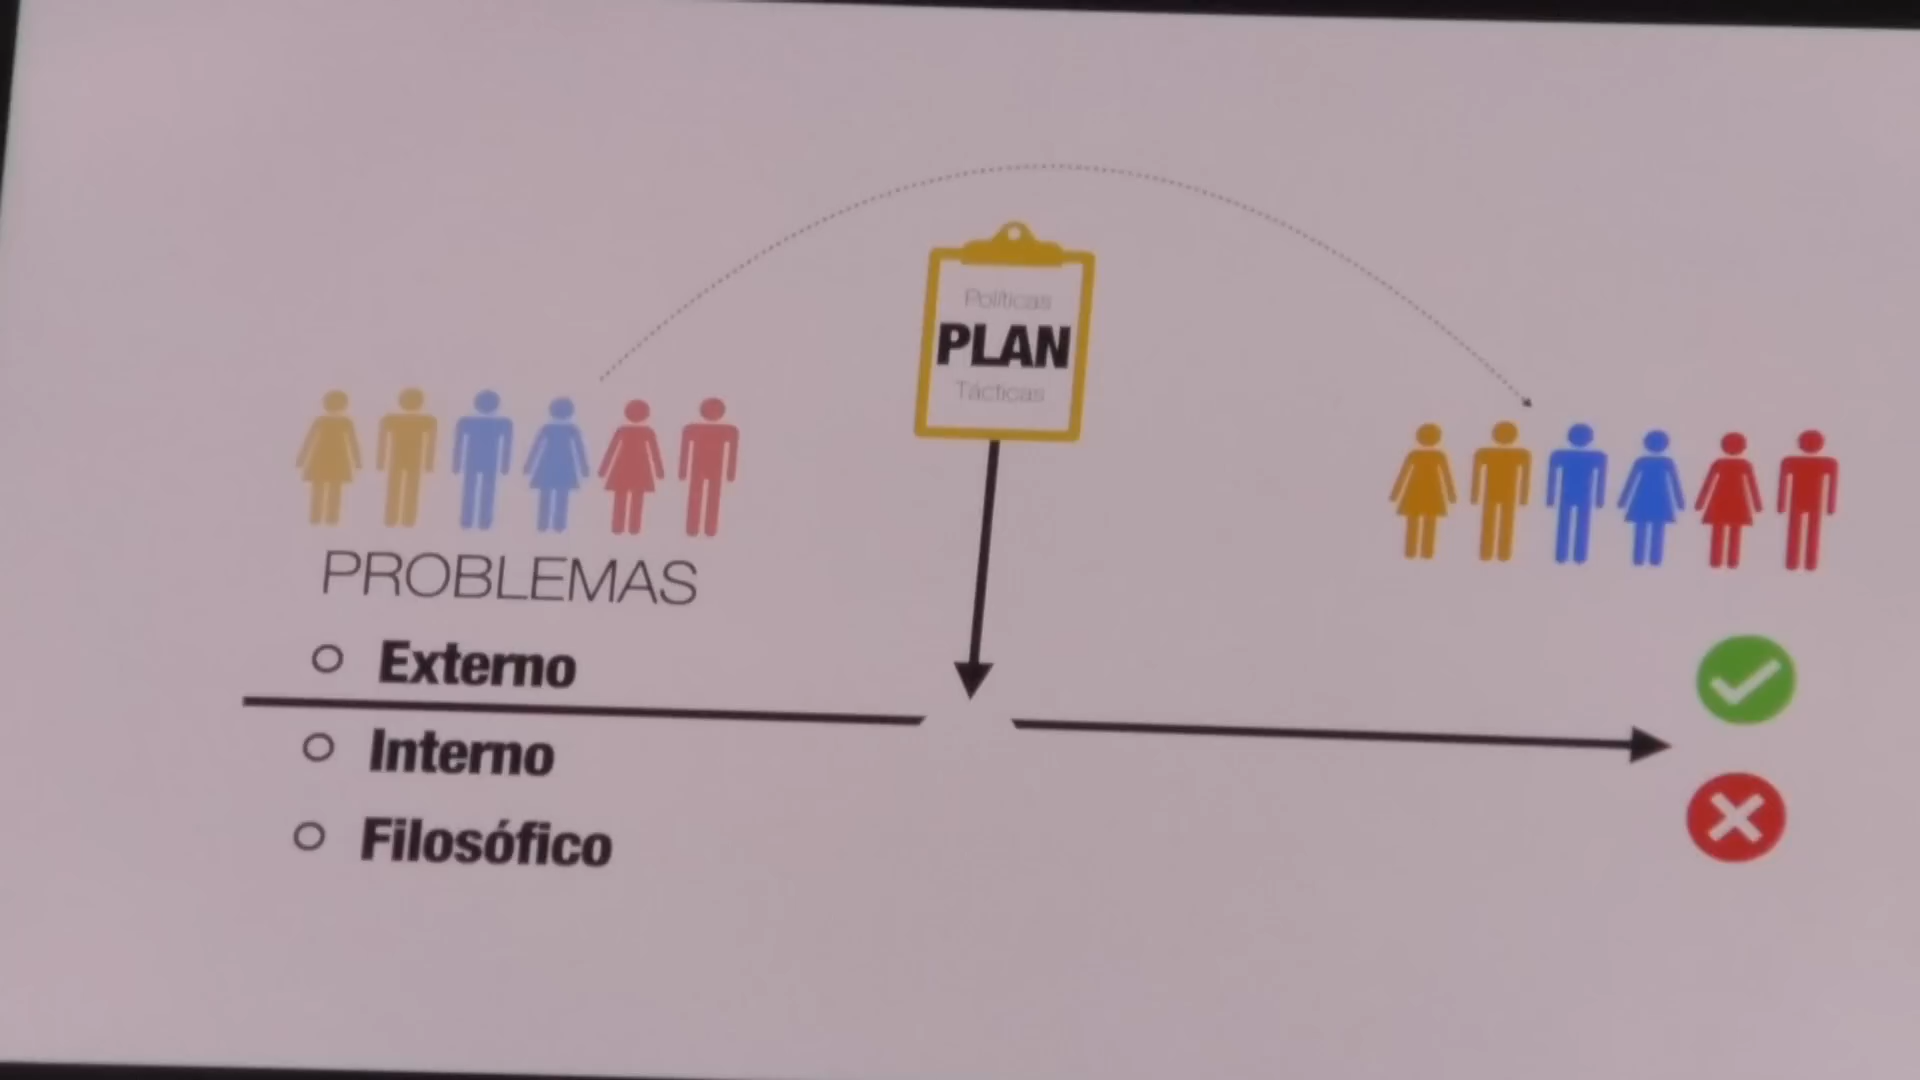 Políticas
PLAN
Tácticas
PROBLEMAS
Externo
Interno
Filosófico